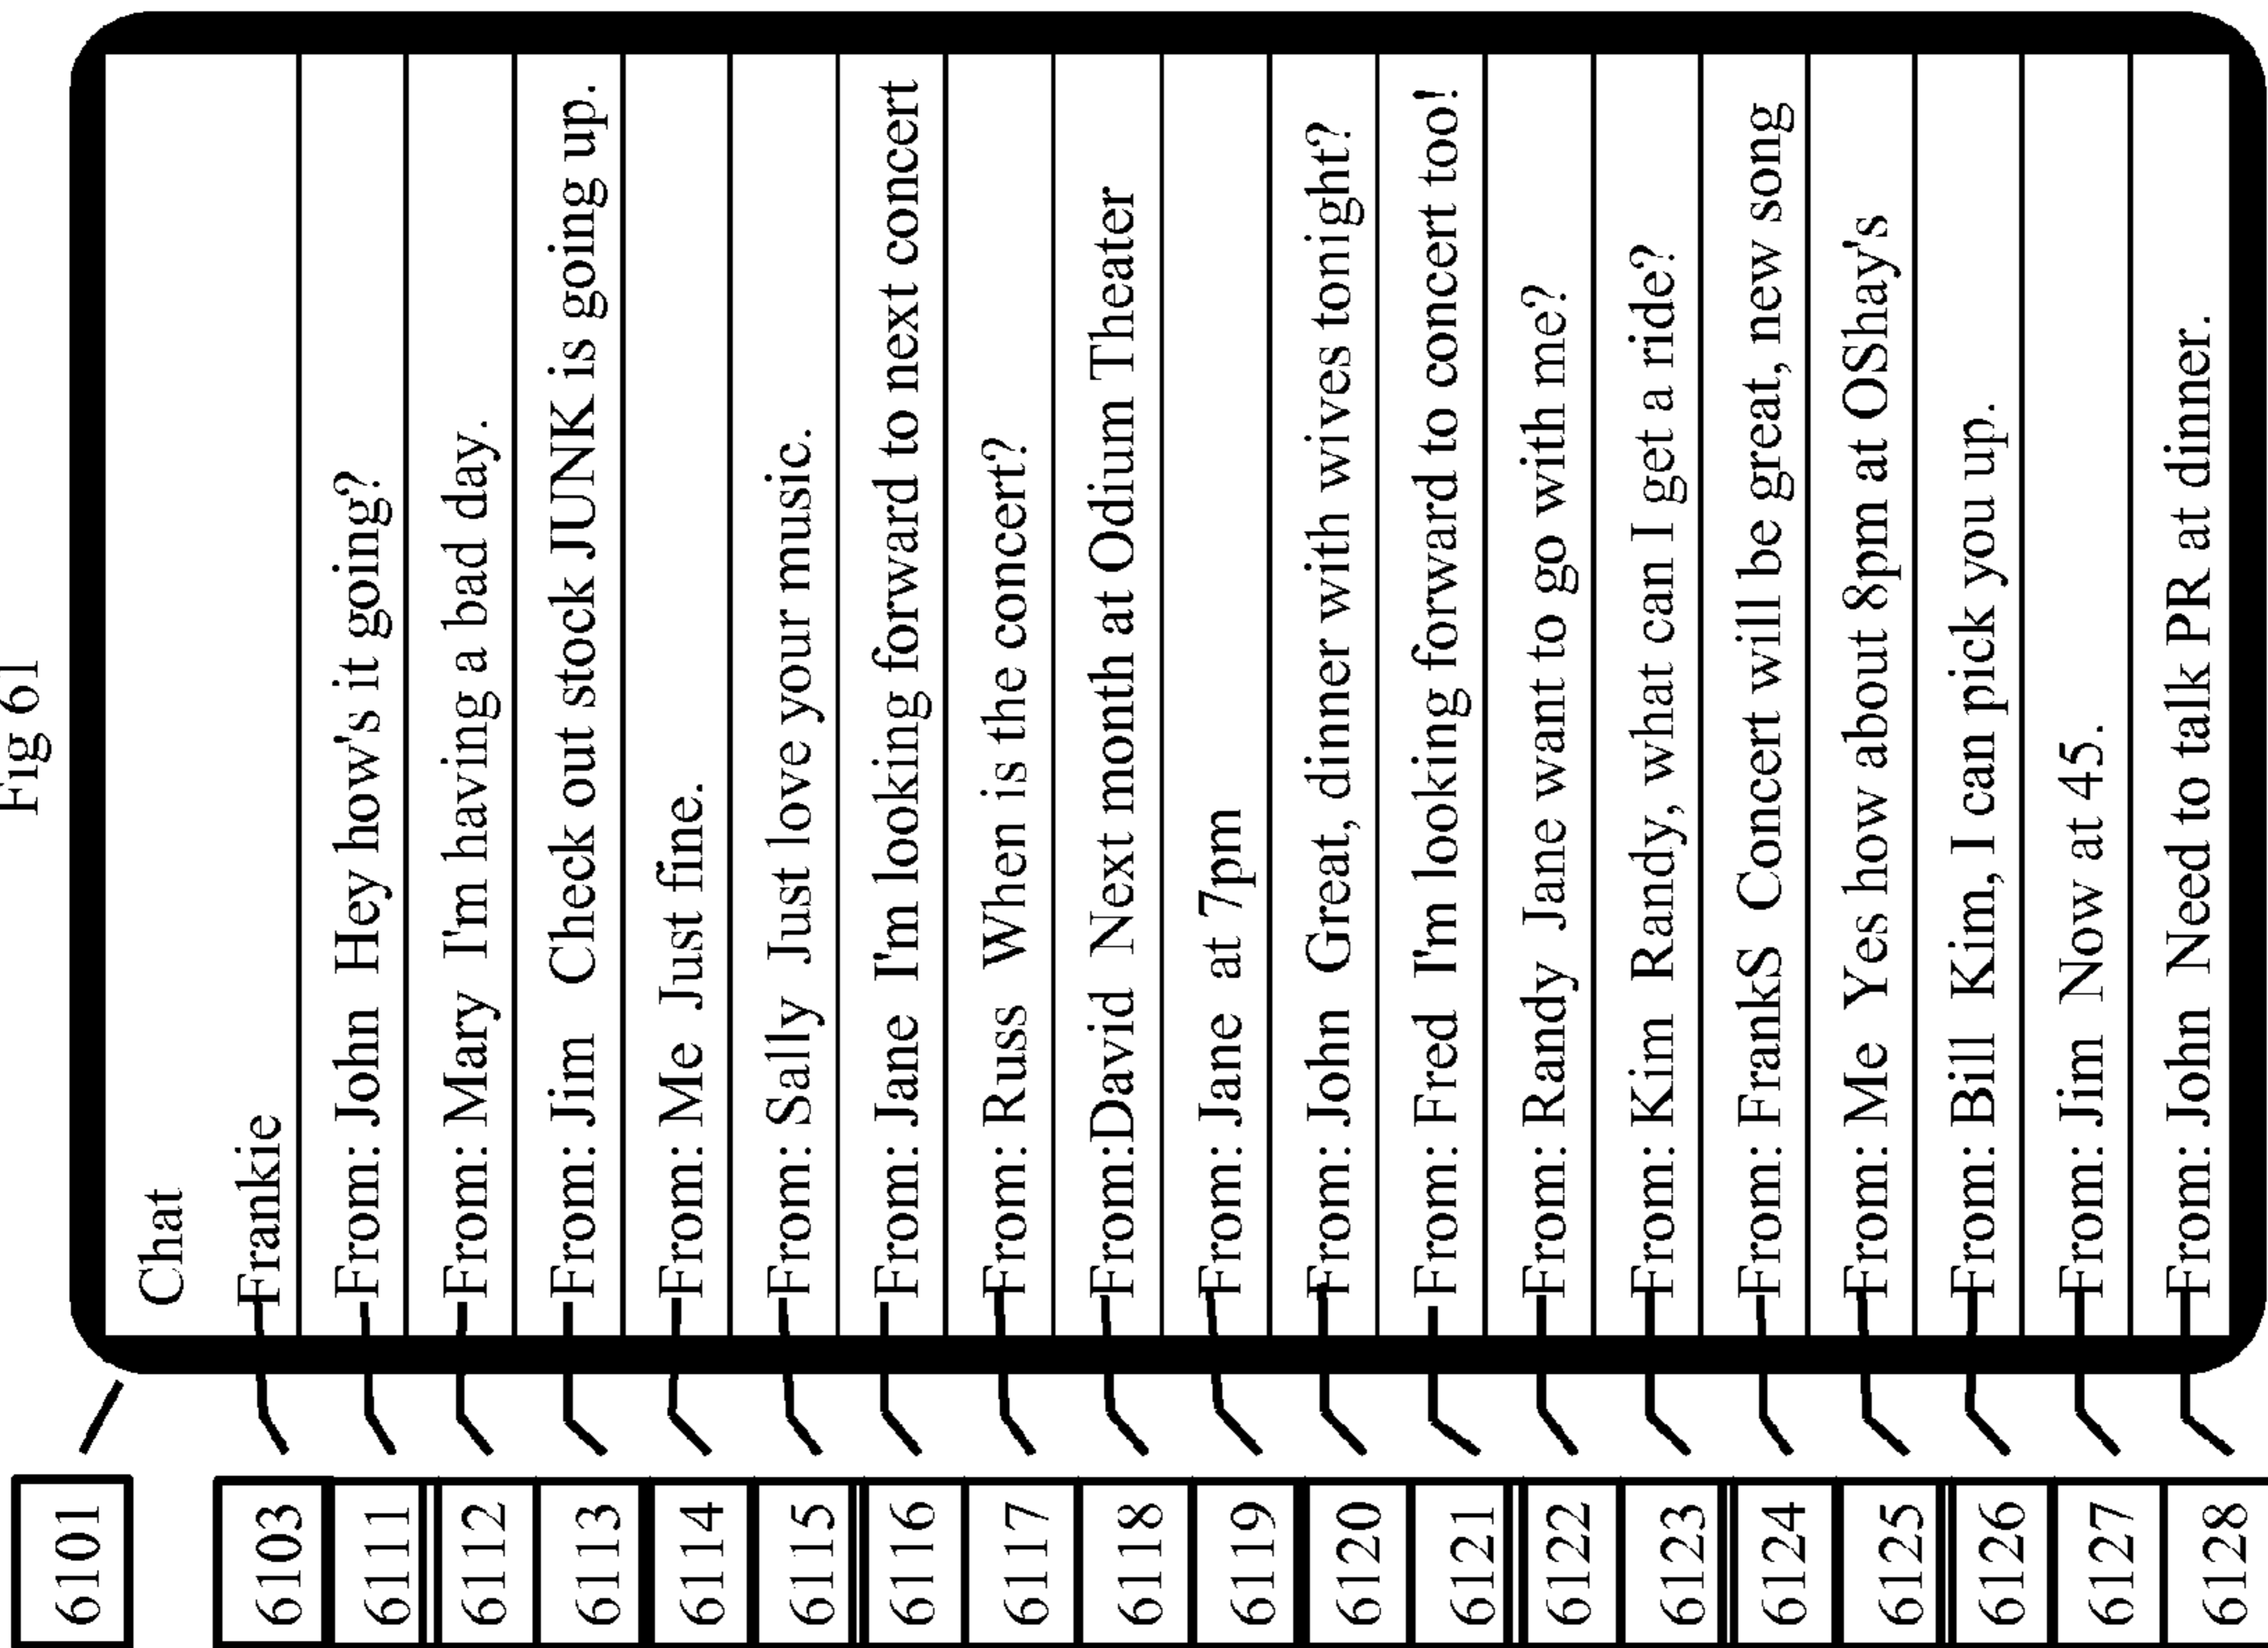 Fig 61
6101
Chat
6103 Frankie
6111 From: John Hey how's it going?
6112 From: Mary I'm having a bad day.
6113 From: Jim Check out stock JUNK is going up.
6114 From: Me Just fine.
6115 From: Sally Just love your music.
6116 From: Jane I'm looking forward to next concert
6117 From: Russ When is the concert?
6118 From:David Next month at Odium Theater
6119 From: Jane at 7pm
6120 From: John Great, dinner with wives tonight?
6121 From: Fred I'm looking forward to concert too!
6122 From: Randy Jane want to go with me?
6123 From: Kim Randy, what can I get a ride?
6124 From: FrankS Concert will be great, new song
6125 From: Me Yes how about 8pm at OShay's
6126 From: Bill Kim, I can pick you up.
6127 From: Jim Now at 45.
6128 From: John Need to talk PR at dinner.